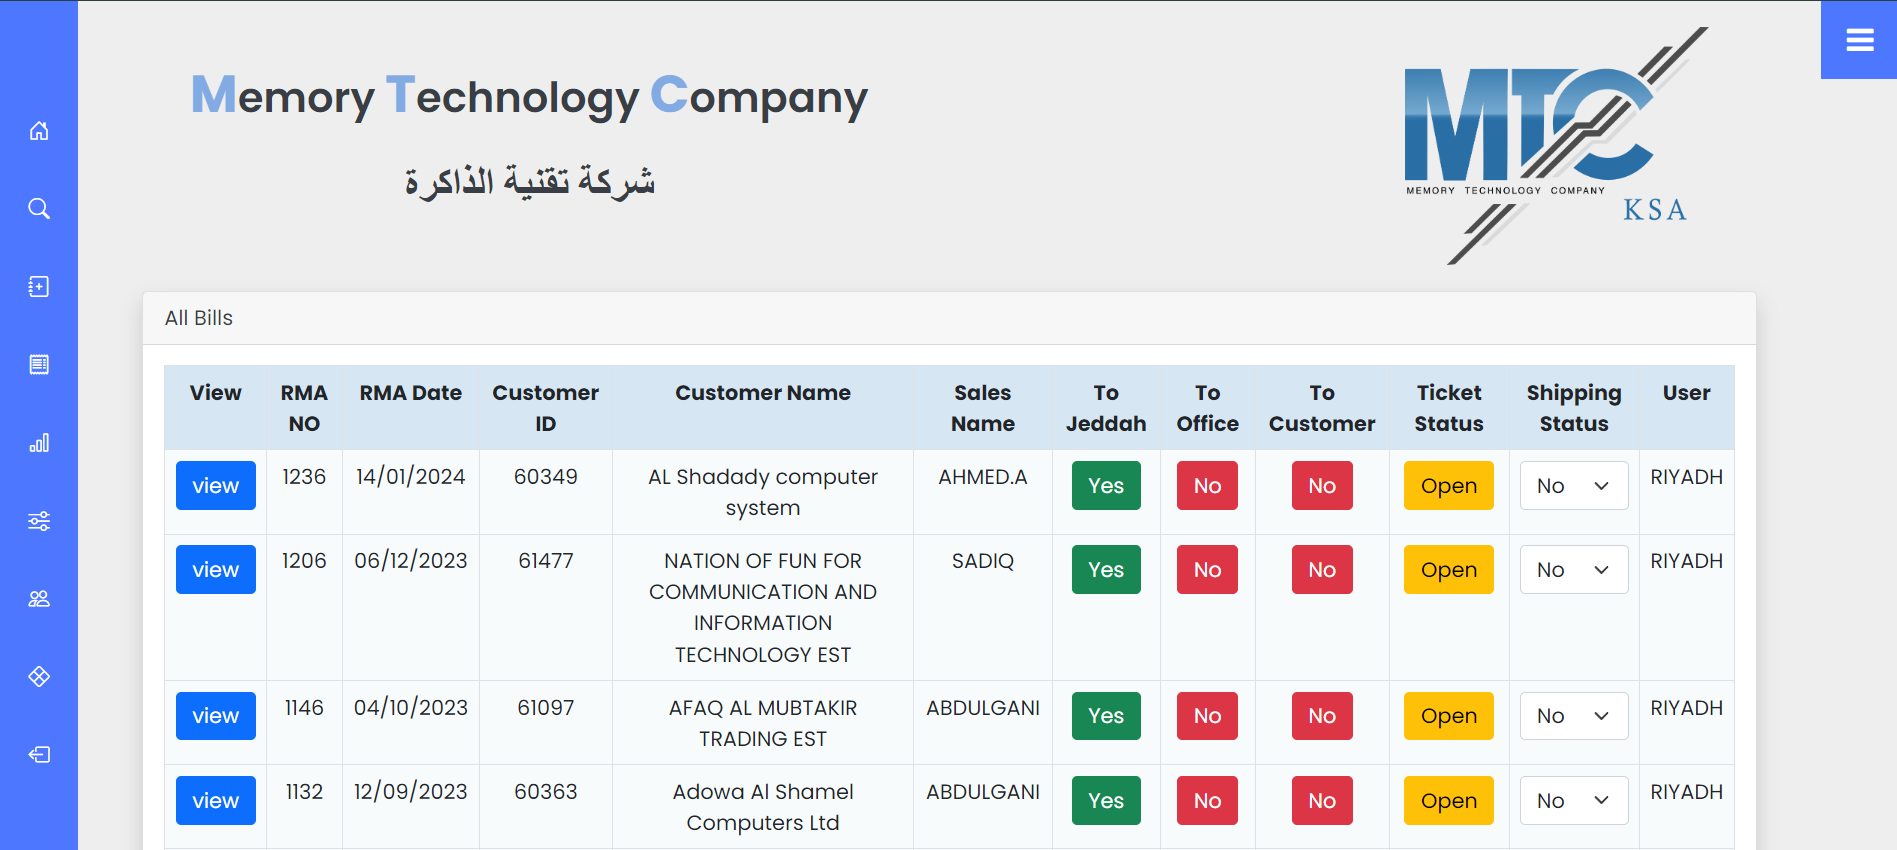 Memory Technology Company
شركة تقنية الذاكرة
MTC
MEMORY TECHNOLOGY COMPANY
KSA
All Bills
View RMA NO RMA Date Customer ID Customer Name Sales Name To Jeddah To Office To Customer Ticket Status Shipping Status User
view 1236 14/01/2024 60349 AL Shadady computer system AHMED.A Yes No No Open No RIYADH
view 1206 06/12/2023 61477 NATION OF FUN FOR COMMUNICATION AND INFORMATION TECHNOLOGY EST SADIQ Yes No No Open No RIYADH
view 1146 04/10/2023 61097 AFAQ AL MUBTAKIR TRADING EST ABDULGANI Yes No No Open No RIYADH
view 1132 12/09/2023 60363 Adowa Al Shamel Computers Ltd ABDULGANI Yes No No Open No RIYADH